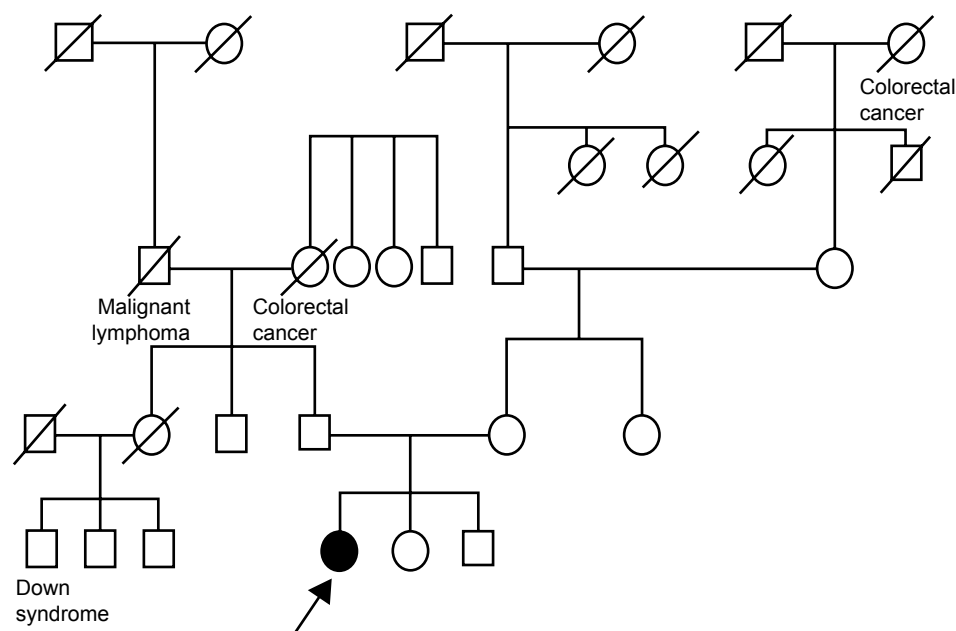 Colorectal
cancer
Malignant
lymphoma
Colorectal
cancer
Down
syndrome